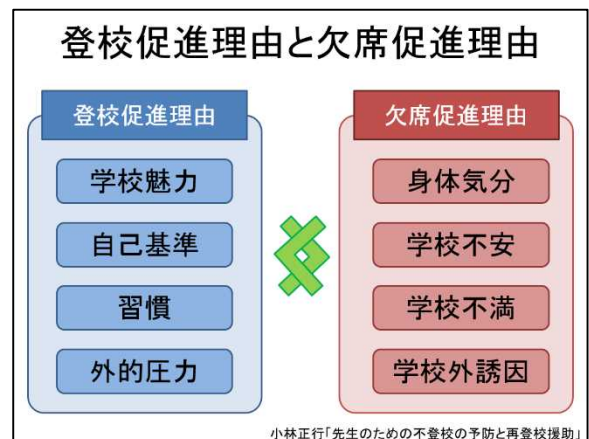 登校促進理由と欠席促進理由
登校促進理由
学校魅力
自己基準
習慣
外的圧力
欠席促進理由
身体気分
学校不安
学校不満
学校外誘因
小林正行「先生のための不登校の予防と再登校援助」